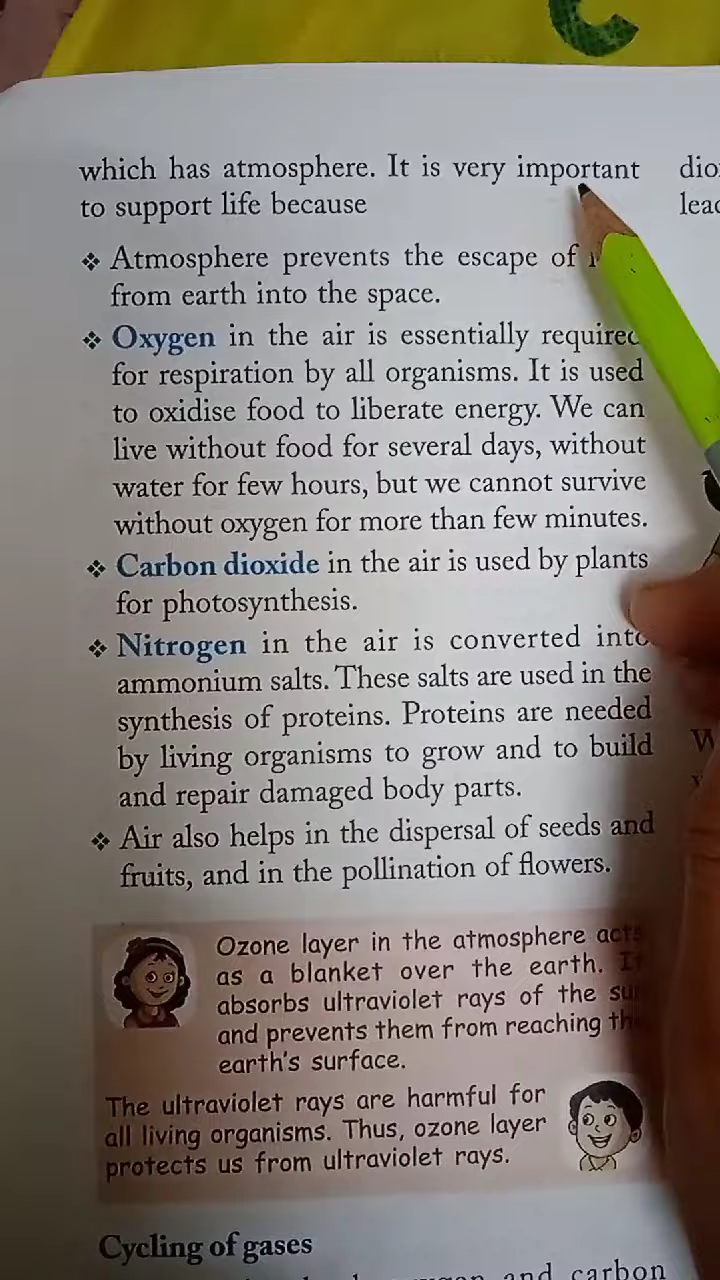 which has atmosphere. It is very important
to support life because
❖ Atmosphere prevents the escape of
from earth into the space.
❖ Oxygen in the air is essentially required
for respiration by all organisms. It is used
to oxidise food to liberate energy. We can
live without food for several days, without
water for few hours, but we cannot survive
without oxygen for more than few minutes.
❖ Carbon dioxide in the air is used by plants
for photosynthesis.
❖ Nitrogen in the air is converted into
ammonium salts. These salts are used in the
synthesis of proteins. Proteins are needed
by living organisms to grow and to build
and repair damaged body parts.
❖ Air also helps in the dispersal of seeds and
fruits, and in the pollination of flowers.
Ozone layer in the atmosphere acts
as a blanket over the earth. It
absorbs ultraviolet rays of the sun
and prevents them from reaching the
earth's surface.
The ultraviolet rays are harmful for
all living organisms. Thus, ozone layer
protects us from ultraviolet rays.
Cycling of gases
and carbon